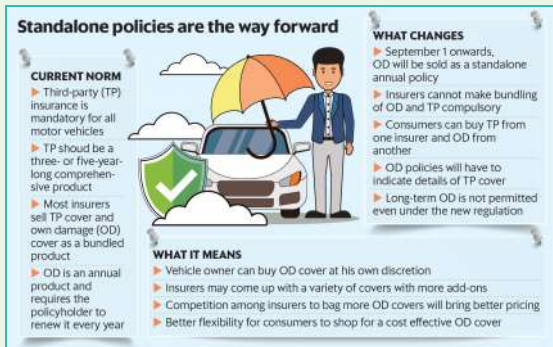 Standalone policies are the way forward
CURRENT NORM
▶ Third-party (TP)
insurance is
mandatory for all
motor vehicles
▶ TP shoud be a
three- or five-year-
long comprehen-
sive product
▶ Most insurers
sell TP cover and
own damage (OD)
cover as a bundled
product
▶ OD is an annual
product and
requires the
policyholder to
renew it every year
WHAT CHANGES
▶ September 1 onwards,
OD will be sold as a standalone
annual policy
▶ Insurers cannot make bundling
of OD and TP compulsory
▶ Consumers can buy TP from
one insurer and OD from
another
▶ OD policies will have to
indicate details of TP cover
▶ Long-term OD is not permitted
even under the new regulation
WHAT IT MEANS
▶ Vehicle owner can buy OD cover at his own discretion
▶ Insurers may come up with a variety of covers with more add-ons
▶ Competition among insurers to bag more OD covers will bring better pricing
▶ Better flexibility for consumers to shop for a cost effective OD cover